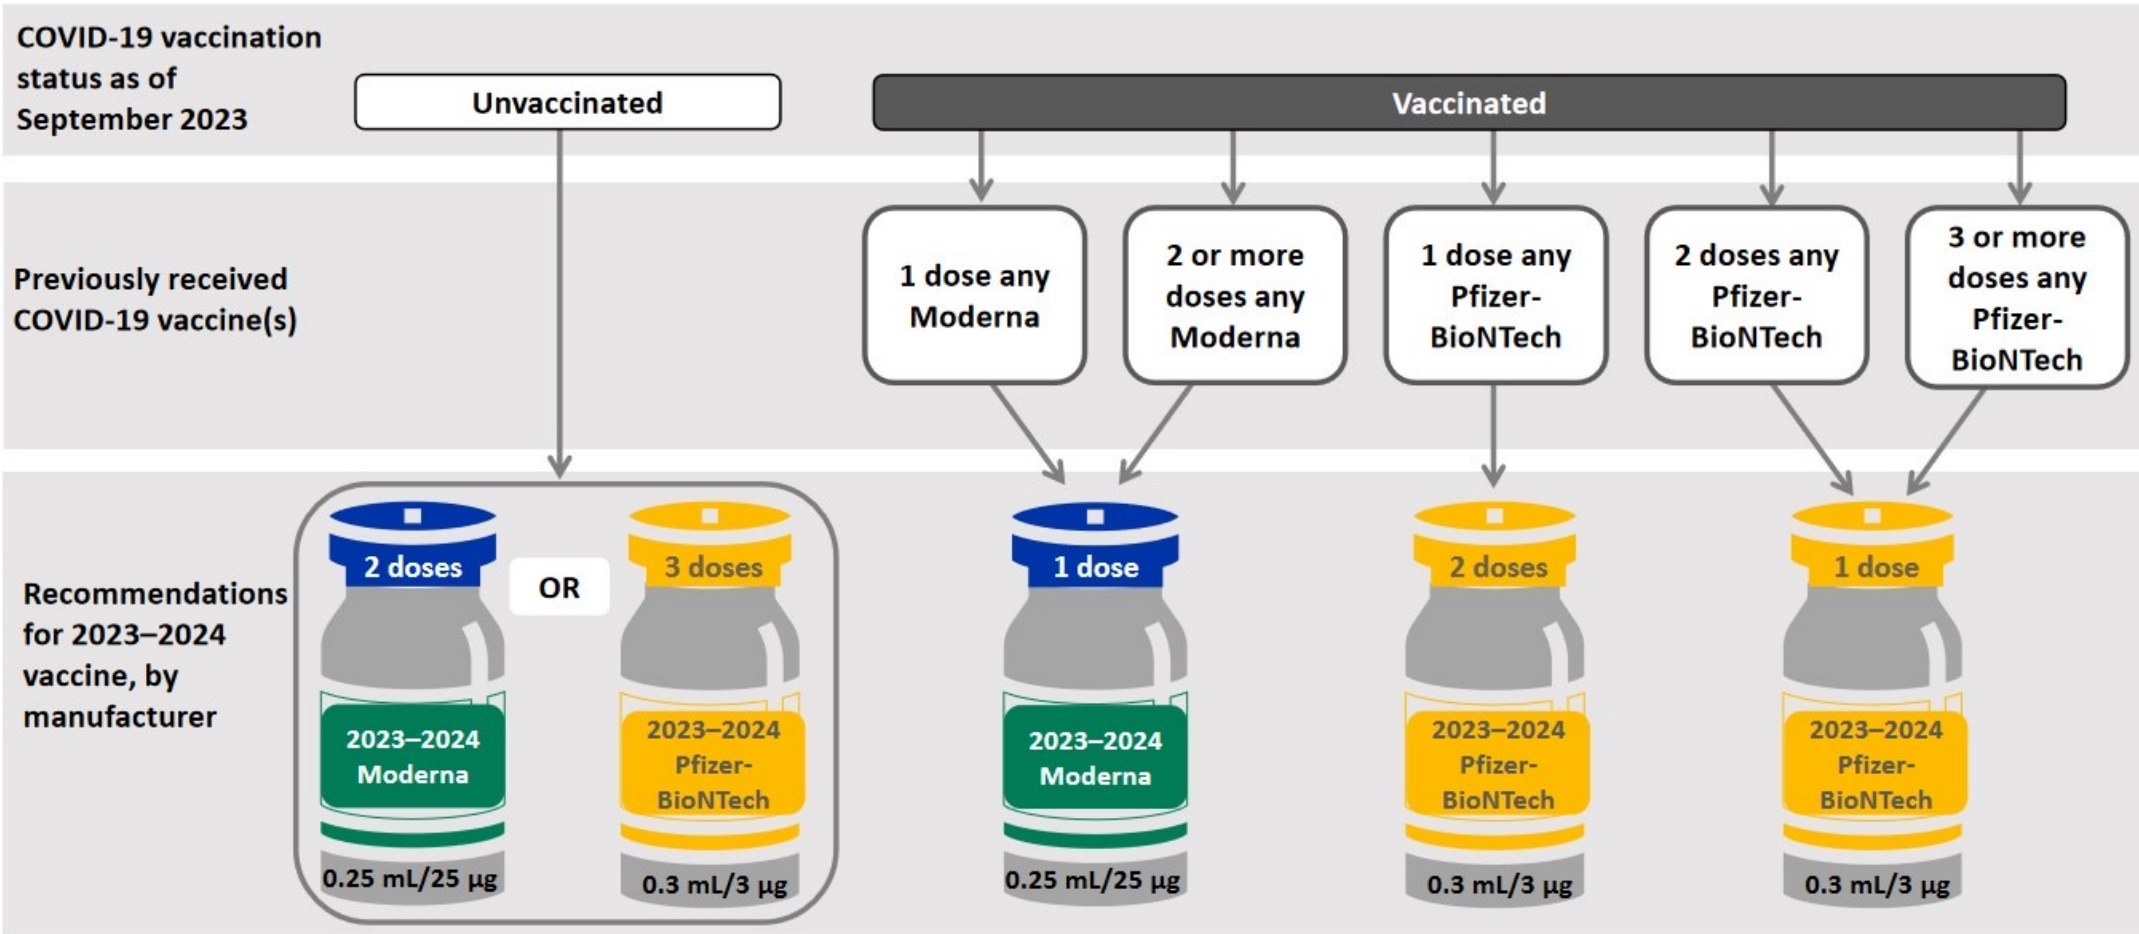 COVID-19 vaccination
status as of
September 2023
Unvaccinated
Vaccinated
Previously received
COVID-19 vaccine(s)
1 dose any
Moderna
2 or more
doses any
Moderna
1 dose any
Pfizer-
BioNTech
2 doses any
Pfizer-
BioNTech
3 or more
doses any
Pfizer-
BioNTech
Recommendations
for 2023–2024
vaccine, by
manufacturer
2 doses
2023–2024
Moderna
0.25 mL/25 µg
OR
3 doses
2023–2024
Pfizer-
BioNTech
0.3 mL/3 µg
1 dose
2023–2024
Moderna
0.25 mL/25 µg
2 doses
2023–2024
Pfizer-
BioNTech
0.3 mL/3 µg
1 dose
2023–2024
Pfizer-
BioNTech
0.3 mL/3 µg